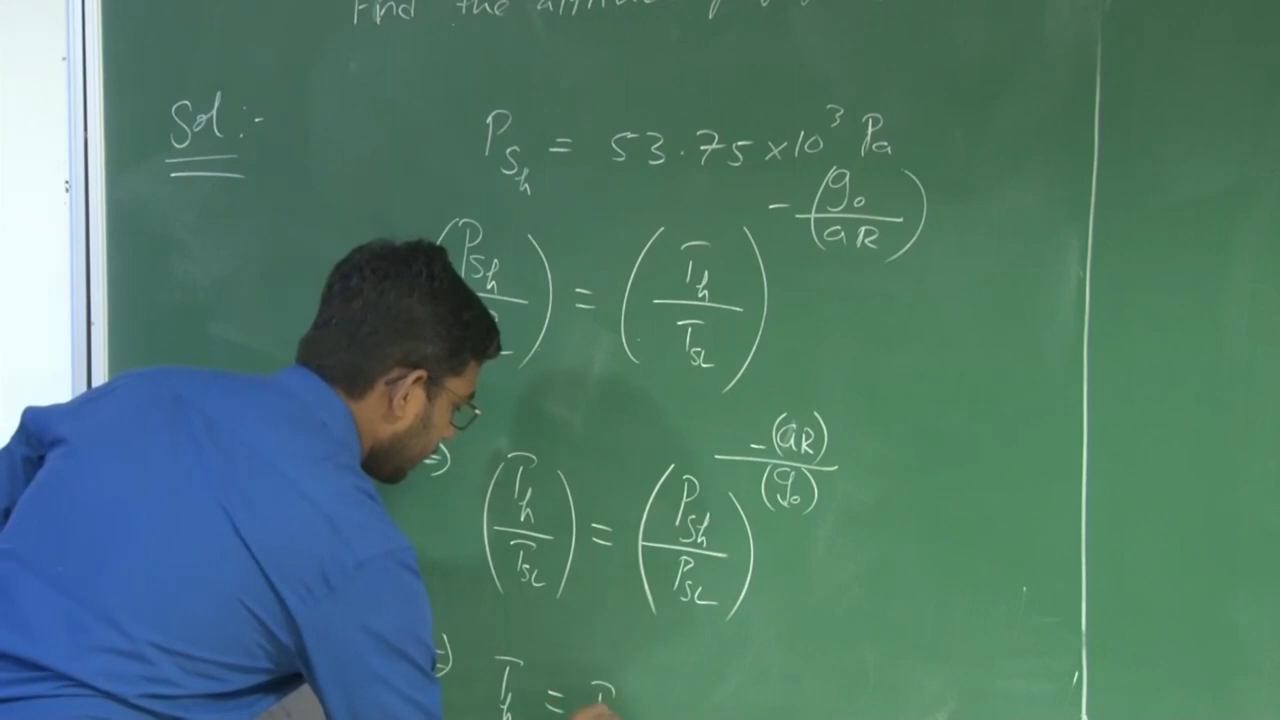 Find the
Sol :-
P_{S_h} = 53.75 × 10^3 Pa
(P_{S_h} / ) = (T_h / T_{SL})^{-(g_0 / aR)}
⇒ (T_h / T_{SL}) = (P_{Sh} / P_{SL})^{-(aR) / (g_0)}
⇒ T_h = T